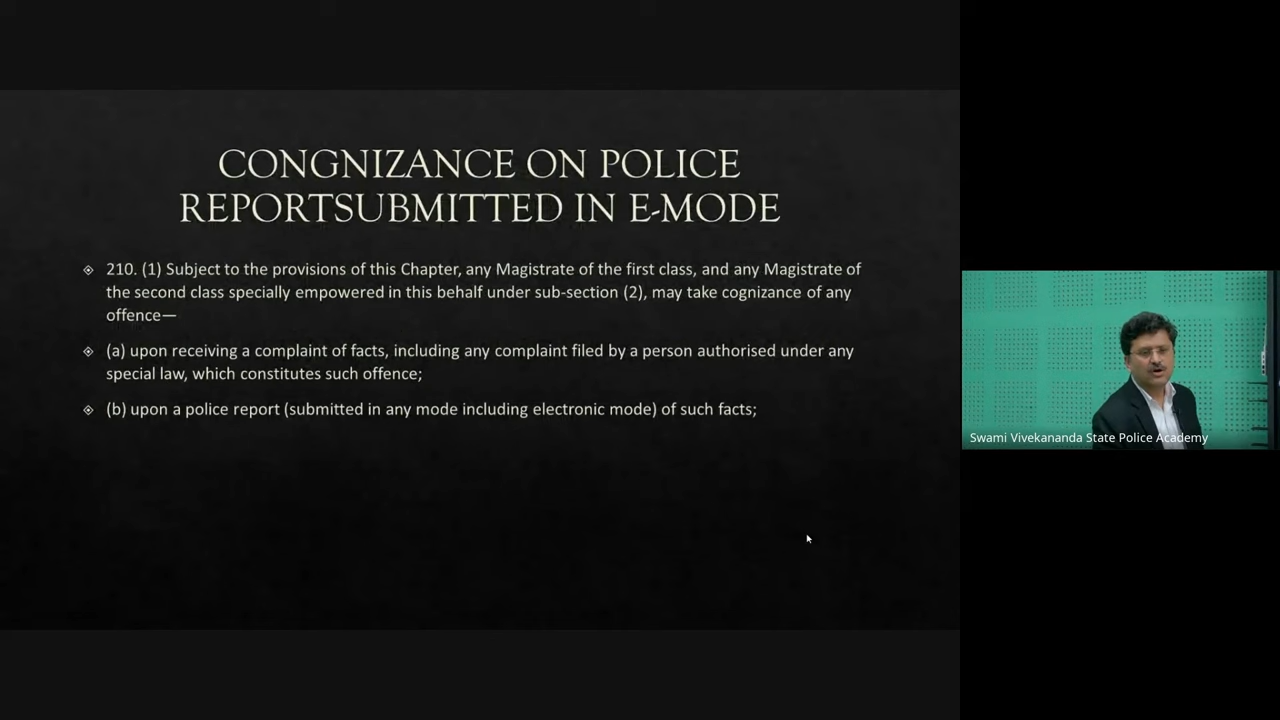 CONGNIZANCE ON POLICE
REPORTSUBMITTED IN E-MODE
210. (1) Subject to the provisions of this Chapter, any Magistrate of the first class, and any Magistrate of
the second class specially empowered in this behalf under sub-section (2), may take cognizance of any
offence—
(a) upon receiving a complaint of facts, including any complaint filed by a person authorised under any
special law, which constitutes such offence;
(b) upon a police report (submitted in any mode including electronic mode) of such facts;
Swami Vivekananda State Police Academy